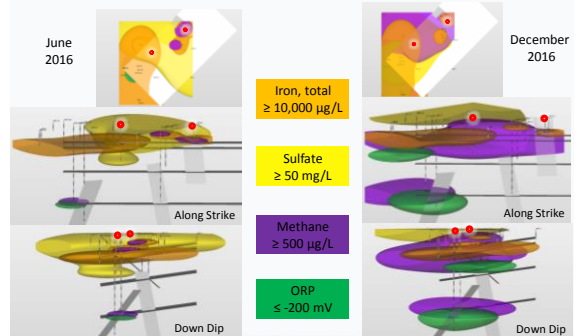 June
2016
December
2016
Iron, total
≥ 10,000 µg/L
Sulfate
≥ 50 mg/L
Methane
≥ 500 µg/L
ORP
≤ -200 mV
Along Strike
Along Strike
Down Dip
Down Dip